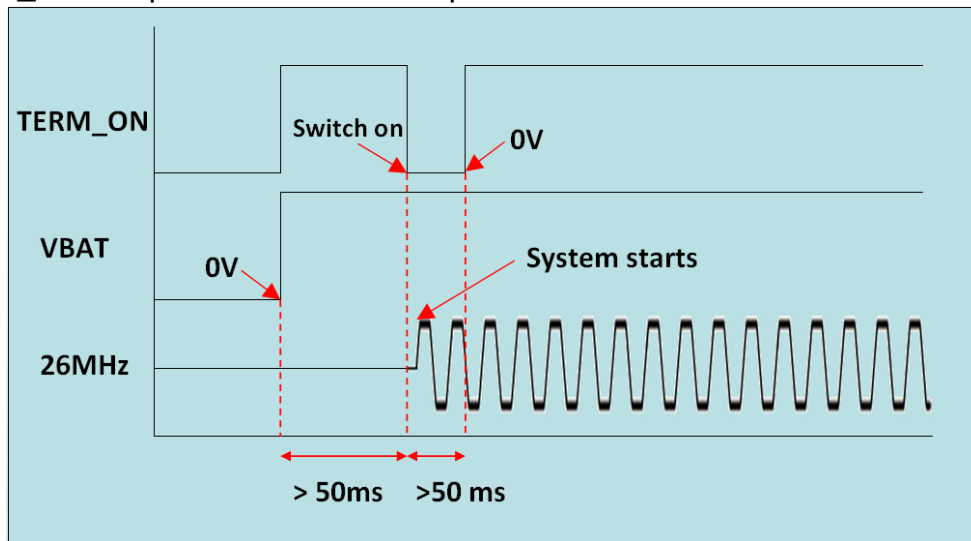 TERM_ON
Switch on
0V
VBAT
0V
System starts
26MHz
> 50ms
>50 ms